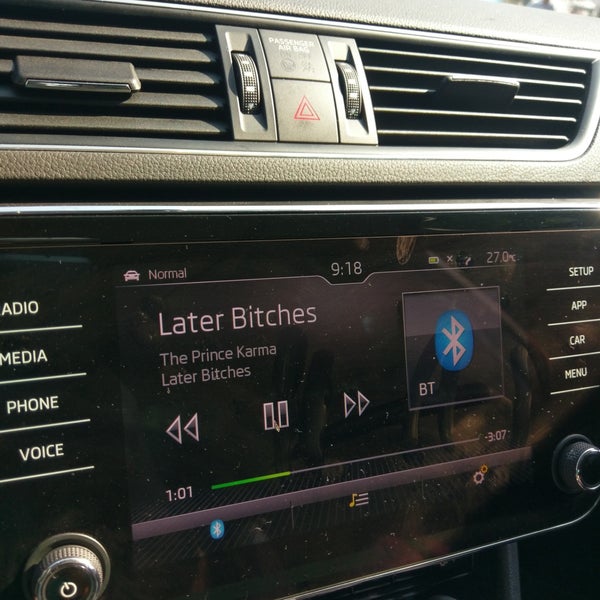 PASSENGER
AIR BAG
Normal
9:18
27.0°C
Later Bitches
The Prince Karma
Later Bitches
BT
1:01
-3:07
ADIO
MEDIA
PHONE
VOICE
SETUP
APP
CAR
MENU